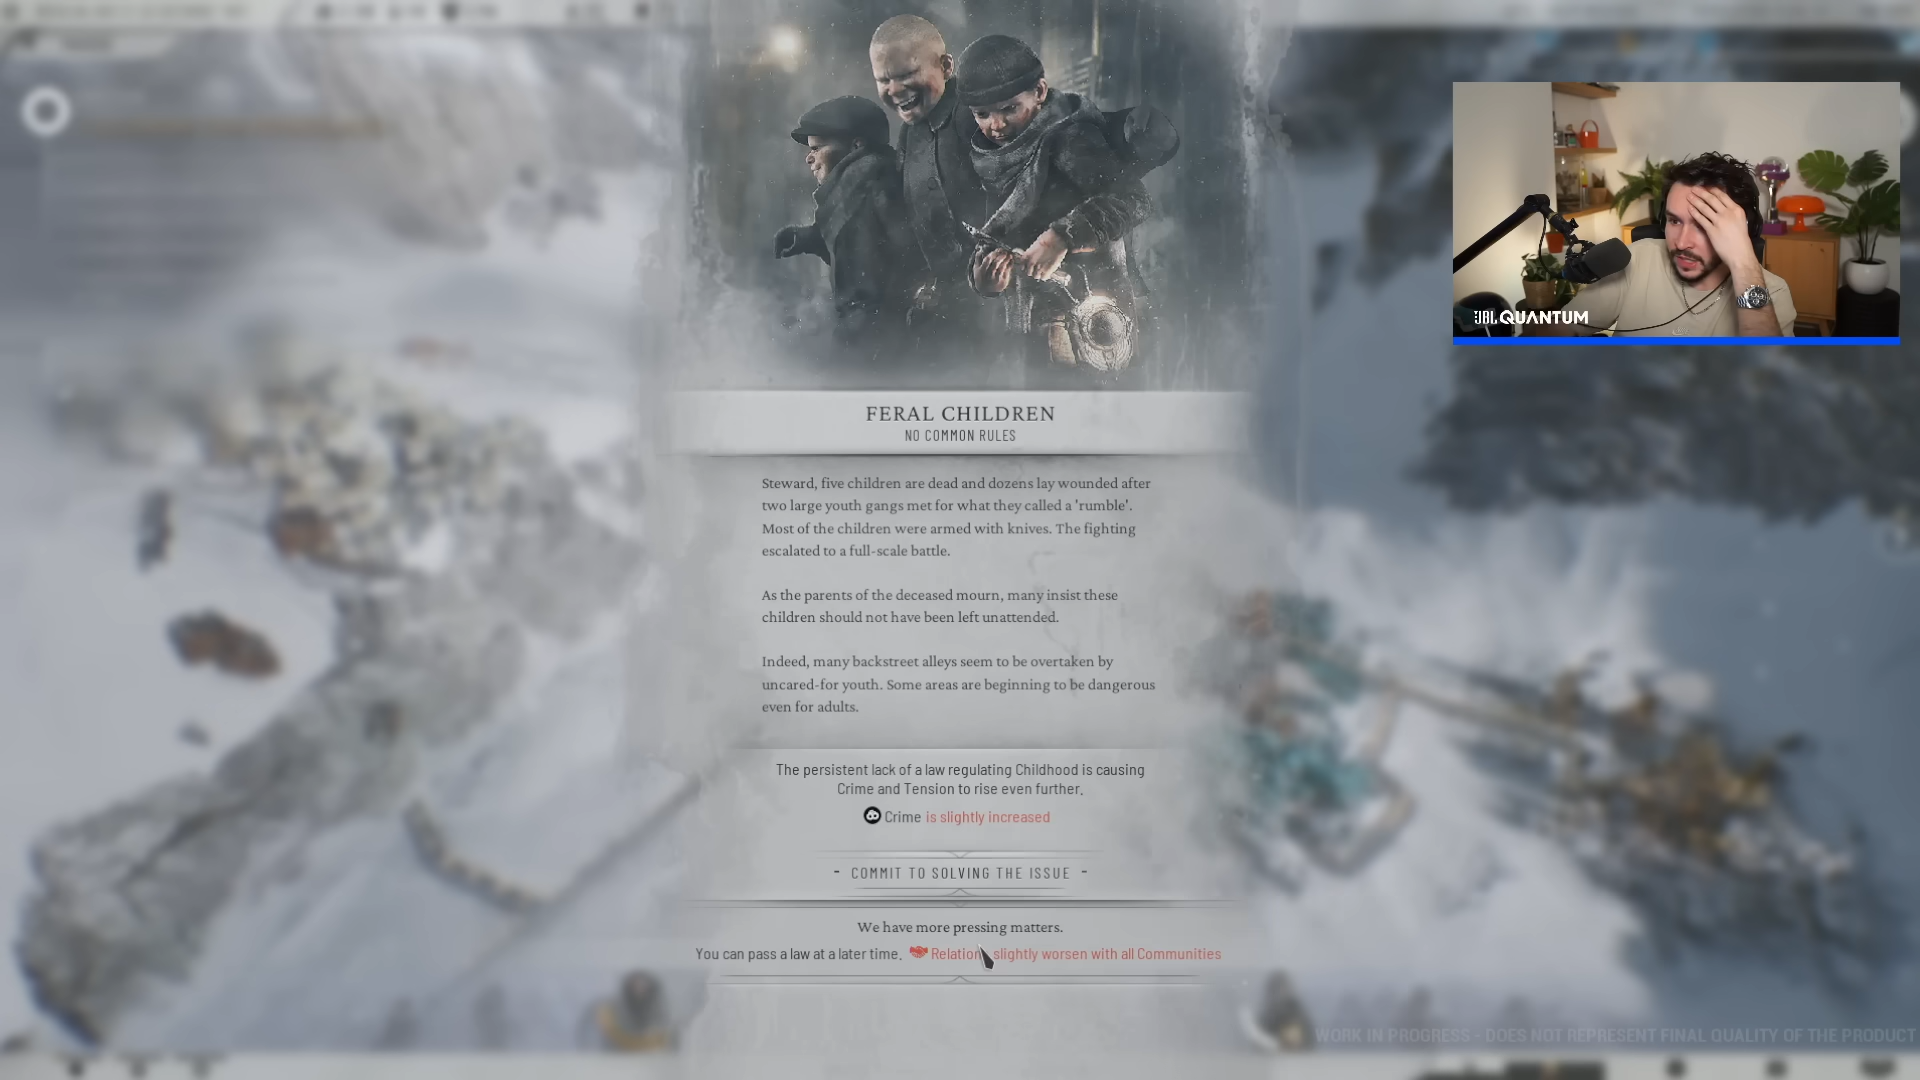 JBL QUANTUM
FERAL CHILDREN
NO COMMON RULES
Steward, five children are dead and dozens lay wounded after
two large youth gangs met for what they called a 'rumble'.
Most of the children were armed with knives. The fighting
escalated to a full-scale battle.
As the parents of the deceased mourn, many insist these
children should not have been left unattended.
Indeed, many backstreet alleys seem to be overtaken by
uncared-for youth. Some areas are beginning to be dangerous
even for adults.
The persistent lack of a law regulating Childhood is causing
Crime and Tension to rise even further.
Crime is slightly increased
- COMMIT TO SOLVING THE ISSUE -
We have more pressing matters.
You can pass a law at a later time. Relations slightly worsen with all Communities
WORK IN PROGRESS - DOES NOT REPRESENT FINAL QUALITY OF THE PRODUCT